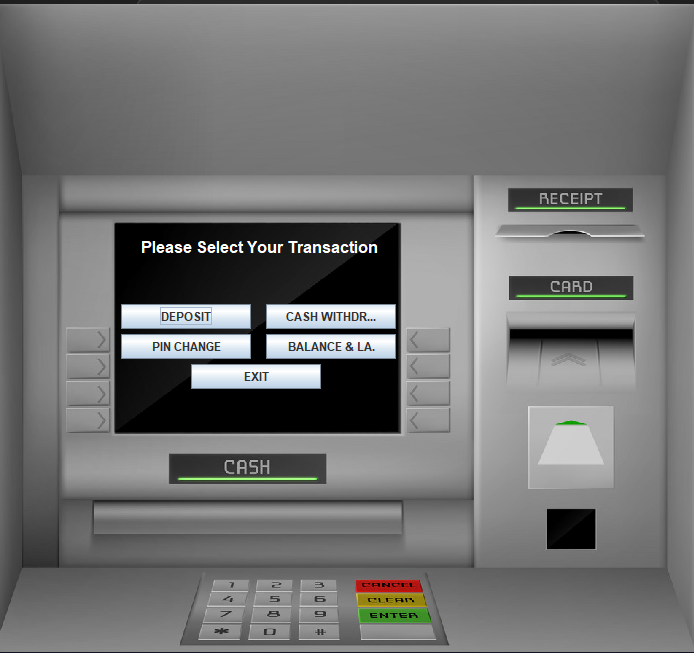 RECEIPT
Please Select Your Transaction
CARD
DEPOSIT
CASH WITHDR...
PIN CHANGE
BALANCE & LA.
EXIT
CASH
1 2 3 CANCEL
4 5 6 CLEAR
7 8 9 ENTER
* 0 #